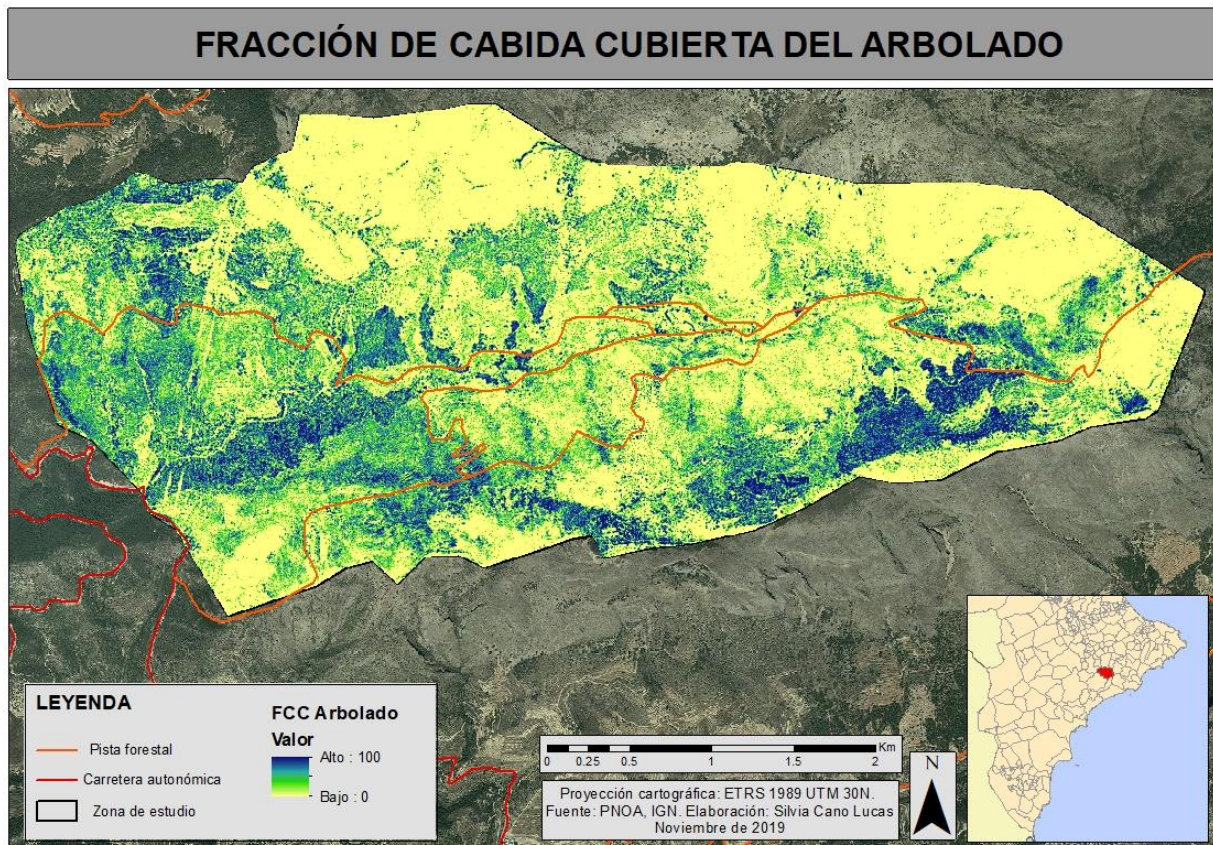 FRACCIÓN DE CABIDA CUBIERTA DEL ARBOLADO
LEYENDA
Pista forestal
Carretera autonómica
Zona de estudio
FCC Arbolado
Valor
Alto : 100
Bajo : 0
Km
0 0.25 0.5 1 1.5 2
Proyección cartográfica: ETRS 1989 UTM 30N.
Fuente: PNOA, IGN. Elaboración: Silvia Cano Lucas
Noviembre de 2019
N